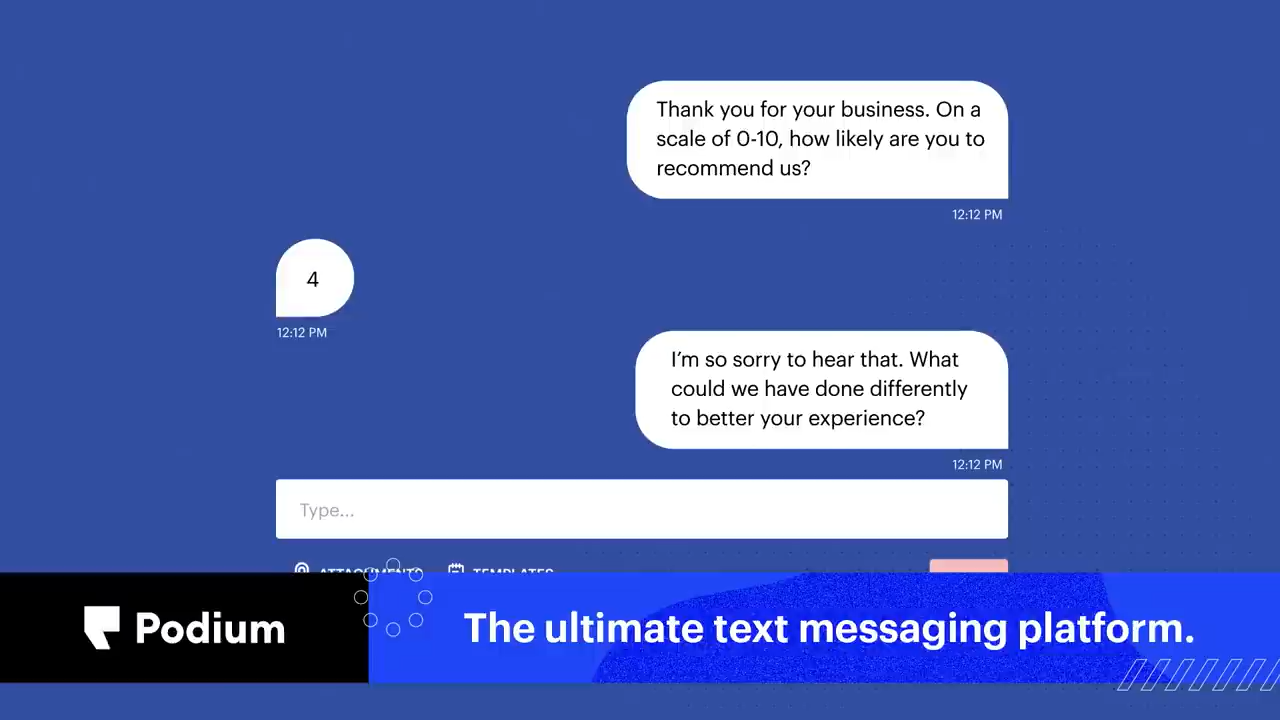 Thank you for your business. On a
scale of 0-10, how likely are you to
recommend us?
12:12 PM
4
12:12 PM
I'm so sorry to hear that. What
could we have done differently
to better your experience?
12:12 PM
Type...
ATTACHMENTS TEMPLATES
Podium
The ultimate text messaging platform.